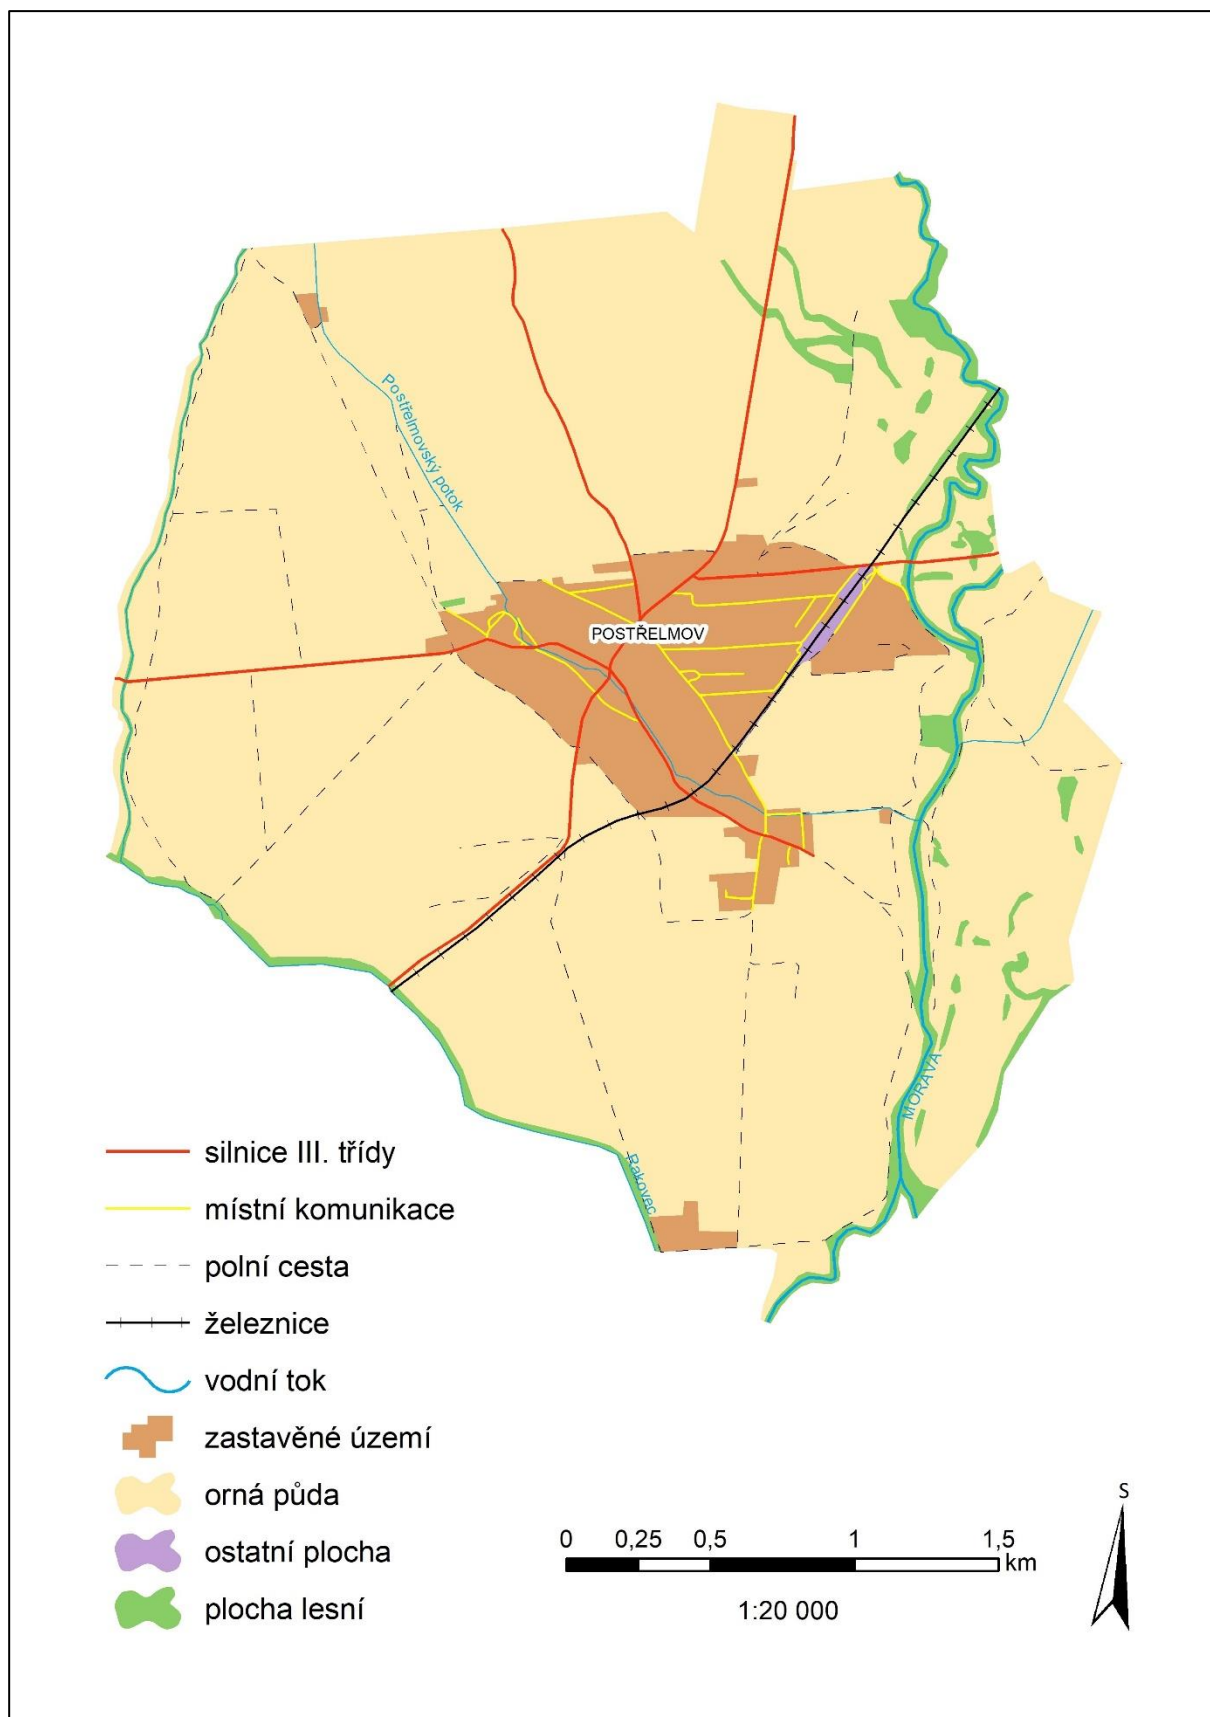 Postřelmovský potok
POSTŘELMOV
MORAVA
Rakovec
silnice III. třídy
místní komunikace
polní cesta
železnice
vodní tok
zastavěné území
orná půda
ostatní plocha
plocha lesní
0 0,25 0,5 1 1,5
km
1:20 000
S